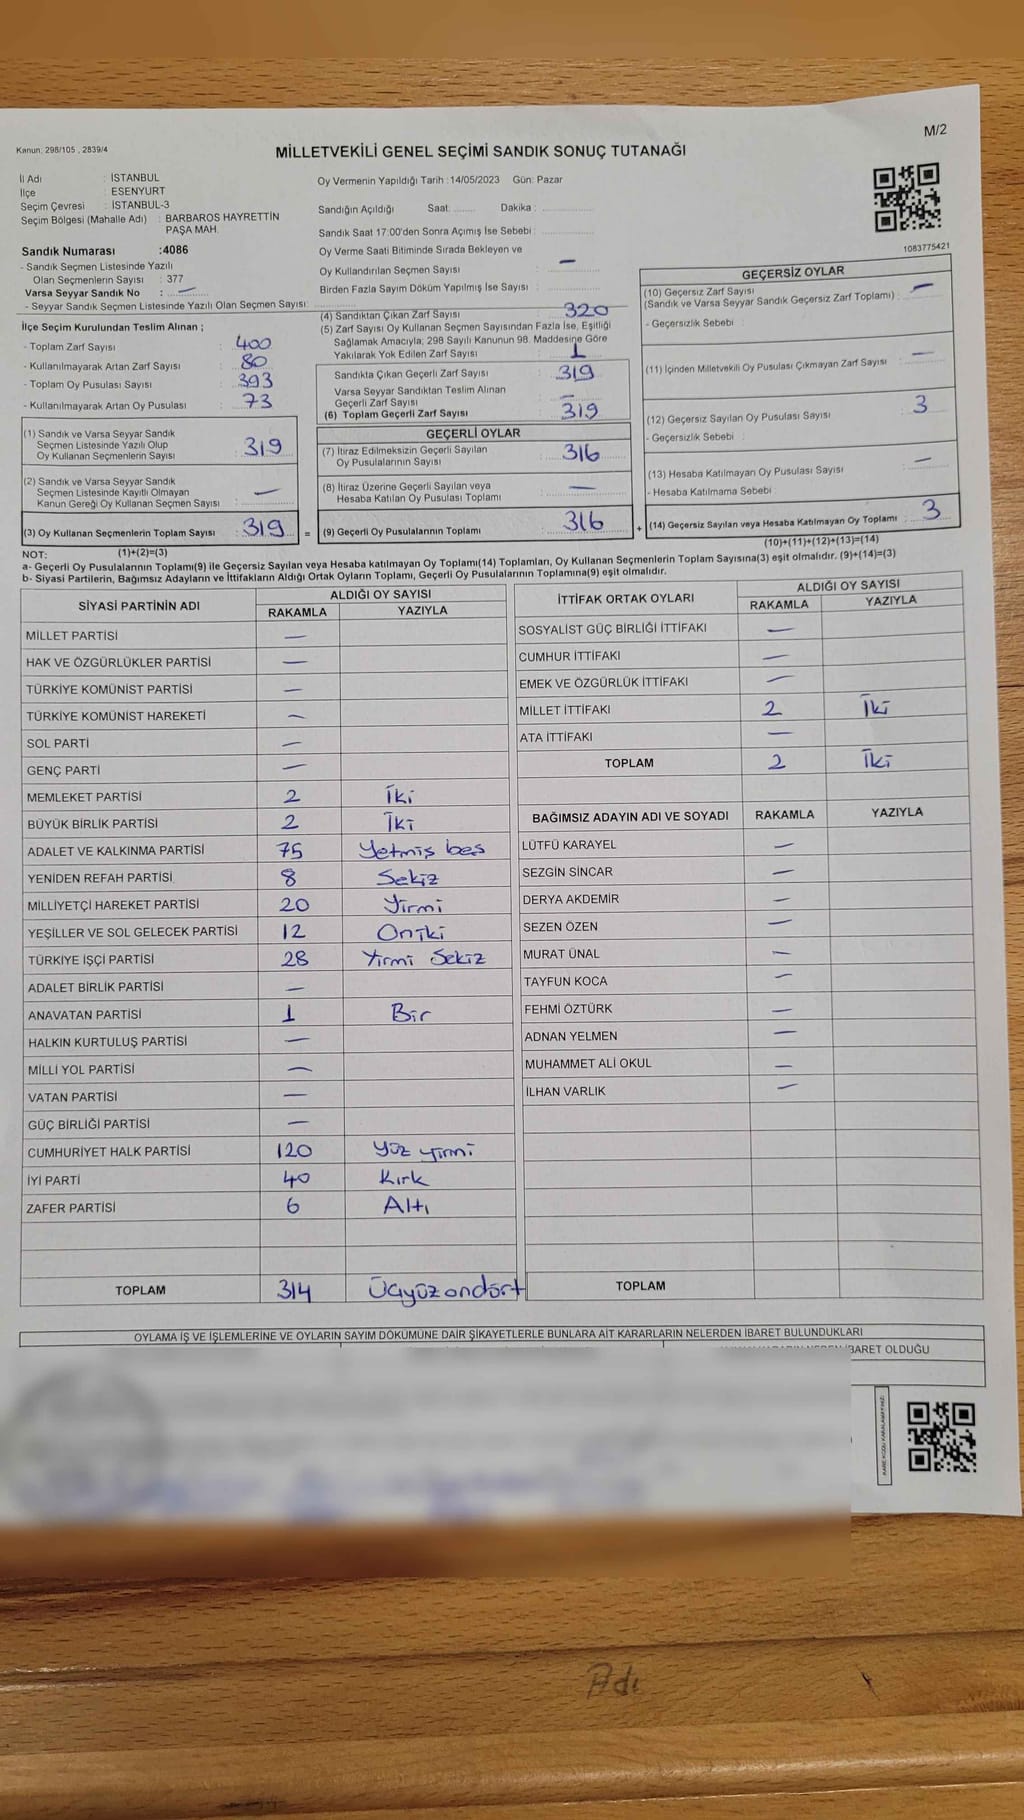 Kanun: 298/105 , 2839/4
M/2
MİLLETVEKİLİ GENEL SEÇİMİ SANDIK SONUÇ TUTANAĞI
İl Adı : İSTANBUL
İlçe : ESENYURT
Seçim Çevresi : İSTANBUL-3
Seçim Bölgesi (Mahalle Adı) : BARBAROS HAYRETTİN
PAŞA MAH.
Sandık Numarası :4086
- Sandık Seçmen Listesinde Yazılı
Olan Seçmenlerin Sayısı : 377
Varsa Seyyar Sandık No : —
- Seyyar Sandık Seçmen Listesinde Yazılı Olan Seçmen Sayısı:
Oy Vermenin Yapıldığı Tarih :14/05/2023 Gün: Pazar
Sandığın Açıldığı Saat: Dakika :
Sandık Saat 17:00'den Sonra Açımış İse Sebebi :
Oy Verme Saati Bitiminde Sırada Bekleyen ve
Oy Kullandırılan Seçmen Sayısı : —
Birden Fazla Sayım Döküm Yapılmış İse Sayısı :
1083775421
İlçe Seçim Kurulundan Teslim Alınan ;
- Toplam Zarf Sayısı : 400
- Kullanılmayarak Artan Zarf Sayısı : 80
- Toplam Oy Pusulası Sayısı : 393
- Kullanılmayarak Artan Oy Pusulası : 73
(1) Sandık ve Varsa Seyyar Sandık
Seçmen Listesinde Yazılı Olup
Oy Kullanan Seçmenlerin Sayısı : 319
(2) Sandık ve Varsa Seyyar Sandık
Seçmen Listesinde Kayıtlı Olmayan
Kanun Gereği Oy Kullanan Seçmen Sayısı : —
(3) Oy Kullanan Seçmenlerin Toplam Sayısı : 319
(4) Sandıktan Çıkan Zarf Sayısı : 320
(5) Zarf Sayısı Oy Kullanan Seçmen Sayısından Fazla İse, Eşitliği
Sağlamak Amacıyla; 298 Sayılı Kanunun 98. Maddesine Göre
Yakılarak Yok Edilen Zarf Sayısı : 1
Sandıkta Çıkan Geçerli Zarf Sayısı : 319
Varsa Seyyar Sandıktan Teslim Alınan
Geçerli Zarf Sayısı : —
(6) Toplam Geçerli Zarf Sayısı : 319
GEÇERLİ OYLAR
(7) İtiraz Edilmeksizin Geçerli Sayılan
Oy Pusulalarının Sayısı : 316
(8) İtiraz Üzerine Geçerli Sayılan veya
Hesaba Katılan Oy Pusulası Toplamı : —
= (9) Geçerli Oy Pusulalarının Toplamı : 316
GEÇERSİZ OYLAR
(10) Geçersiz Zarf Sayısı
(Sandık ve Varsa Seyyar Sandık Geçersiz Zarf Toplamı) : —
- Geçersizlik Sebebi :
(11) İçinden Milletvekili Oy Pusulası Çıkmayan Zarf Sayısı : —
(12) Geçersiz Sayılan Oy Pusulası Sayısı : 3
- Geçersizlik Sebebi :
(13) Hesaba Katılmayan Oy Pusulası Sayısı : —
- Hesaba Katılmama Sebebi :
+ (14) Geçersiz Sayılan veya Hesaba Katılmayan Oy Toplamı : 3
NOT: (1)+(2)=(3)
(10)+(11)+(12)+(13)=(14)
a- Geçerli Oy Pusulalarının Toplamı(9) ile Geçersiz Sayılan veya Hesaba katılmayan Oy Toplamı(14) Toplamları, Oy Kullanan Seçmenlerin Toplam Sayısına(3) eşit olmalıdır. (9)+(14)=(3)
b- Siyasi Partilerin, Bağımsız Adayların ve İttifakların Aldığı Ortak Oyların Toplamı, Geçerli Oy Pusulalarının Toplamına(9) eşit olmalıdır.
SİYASİ PARTİNİN ADI ALDIĞI OY SAYISI
RAKAMLA YAZIYLA
MİLLET PARTİSİ —
HAK VE ÖZGÜRLÜKLER PARTİSİ —
TÜRKİYE KOMÜNİST PARTİSİ —
TÜRKİYE KOMÜNİST HAREKETİ —
SOL PARTİ —
GENÇ PARTİ —
MEMLEKET PARTİSİ 2 İki
BÜYÜK BİRLİK PARTİSİ 2 İki
ADALET VE KALKINMA PARTİSİ 75 Yetmiş beş
YENİDEN REFAH PARTİSİ 8 Sekiz
MİLLİYETÇİ HAREKET PARTİSİ 20 Yirmi
YEŞİLLER VE SOL GELECEK PARTİSİ 12 Oniki
TÜRKİYE İŞÇİ PARTİSİ 28 Yirmi Sekiz
ADALET BİRLİK PARTİSİ —
ANAVATAN PARTİSİ 1 Bir
HALKIN KURTULUŞ PARTİSİ —
MİLLİ YOL PARTİSİ —
VATAN PARTİSİ —
GÜÇ BİRLİĞİ PARTİSİ —
CUMHURİYET HALK PARTİSİ 120 Yüz yirmi
İYİ PARTİ 40 Kırk
ZAFER PARTİSİ 6 Altı
TOPLAM 314 Üçyüzondört
İTTİFAK ORTAK OYLARI ALDIĞI OY SAYISI
RAKAMLA YAZIYLA
SOSYALİST GÜÇ BİRLİĞİ İTTİFAKI —
CUMHUR İTTİFAKI —
EMEK VE ÖZGÜRLÜK İTTİFAKI —
MİLLET İTTİFAKI 2 İki
ATA İTTİFAKI —
TOPLAM 2 İki
BAĞIMSIZ ADAYIN ADI VE SOYADI RAKAMLA YAZIYLA
LÜTFÜ KARAYEL —
SEZGİN SİNCAR —
DERYA AKDEMİR —
SEZEN ÖZEN —
MURAT ÜNAL —
TAYFUN KOCA —
FEHMİ ÖZTÜRK —
ADNAN YELMEN —
MUHAMMET ALİ OKUL —
İLHAN VARLIK —
TOPLAM
OYLAMA İŞ VE İŞLEMLERİNE VE OYLARIN SAYIM DÖKÜMÜNE DAİR ŞİKAYETLERLE BUNLARA AİT KARARLARIN NELERDEN İBARET BULUNDUKLARI
İBARET OLDUĞU